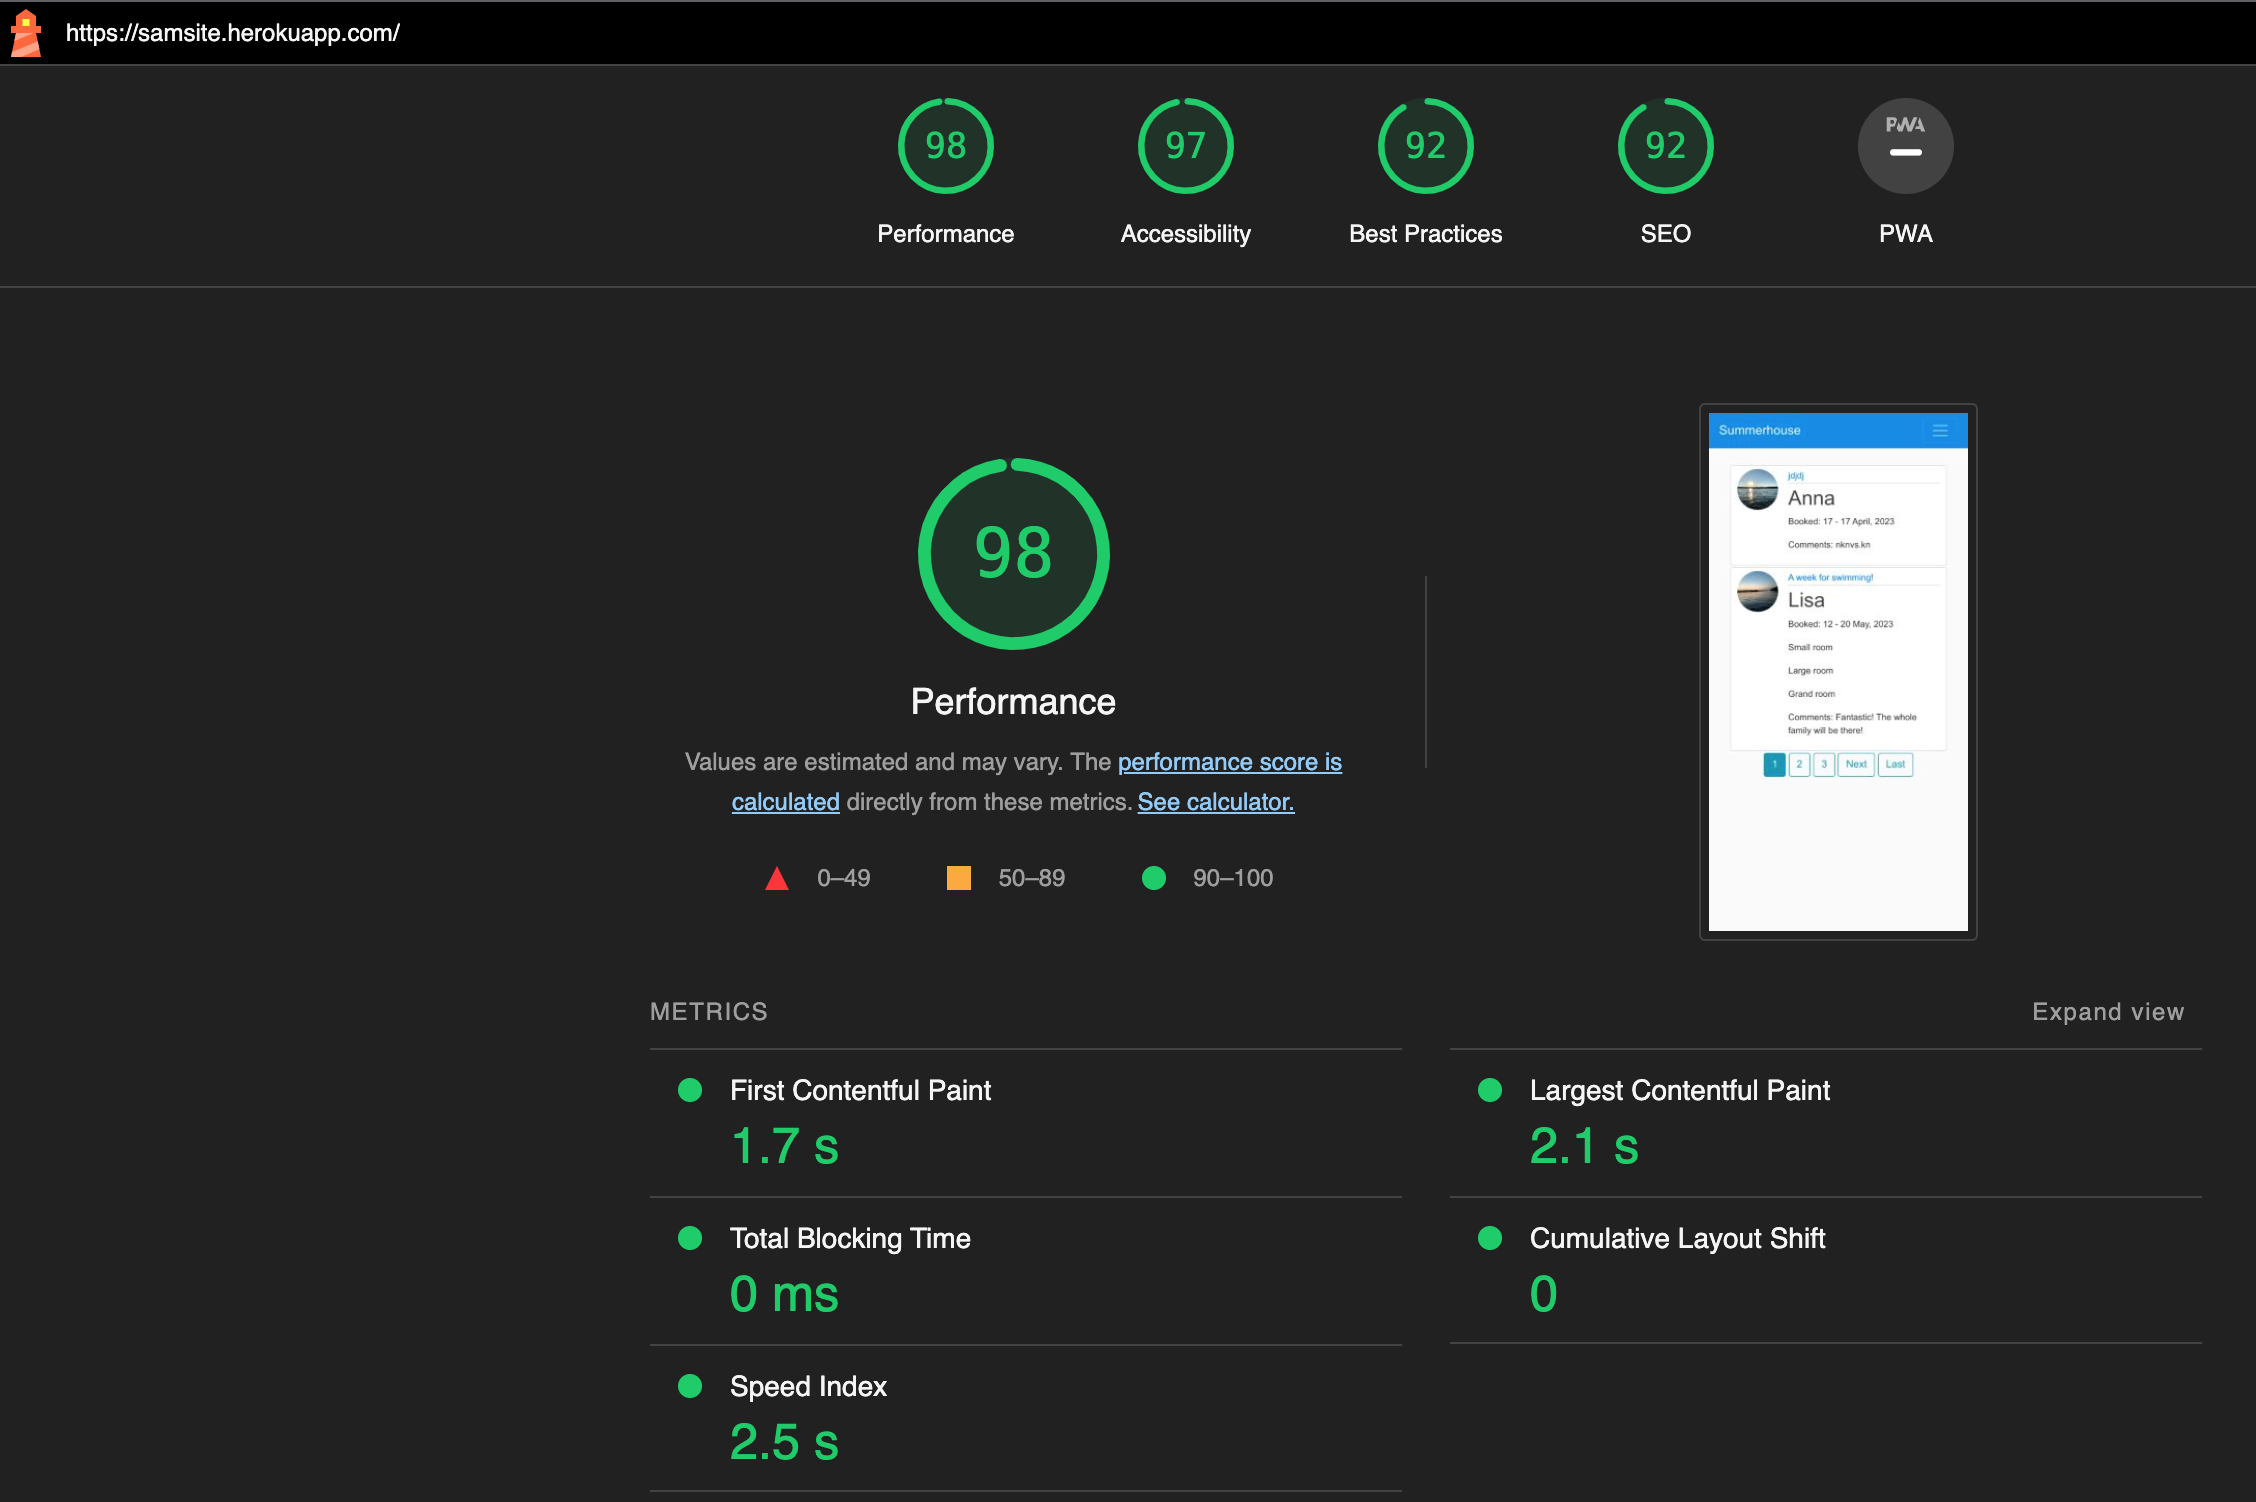 https://samsite.herokuapp.com/
98
97
92
92
PWA
Performance
Accessibility
Best Practices
SEO
PWA
98
Performance
Values are estimated and may vary. The performance score is
calculated directly from these metrics. See calculator.
0–49
50–89
90–100
Summerhouse
jdjdj
Anna
Booked: 17 - 17 April, 2023
Comments: nknvs.kn
A week for swimming!
Lisa
Booked: 12 - 20 May, 2023
Small room
Large room
Grand room
Comments: Fantastic! The whole
family will be there!
1 2 3 Next Last
METRICS
Expand view
First Contentful Paint
1.7 s
Largest Contentful Paint
2.1 s
Total Blocking Time
0 ms
Cumulative Layout Shift
0
Speed Index
2.5 s